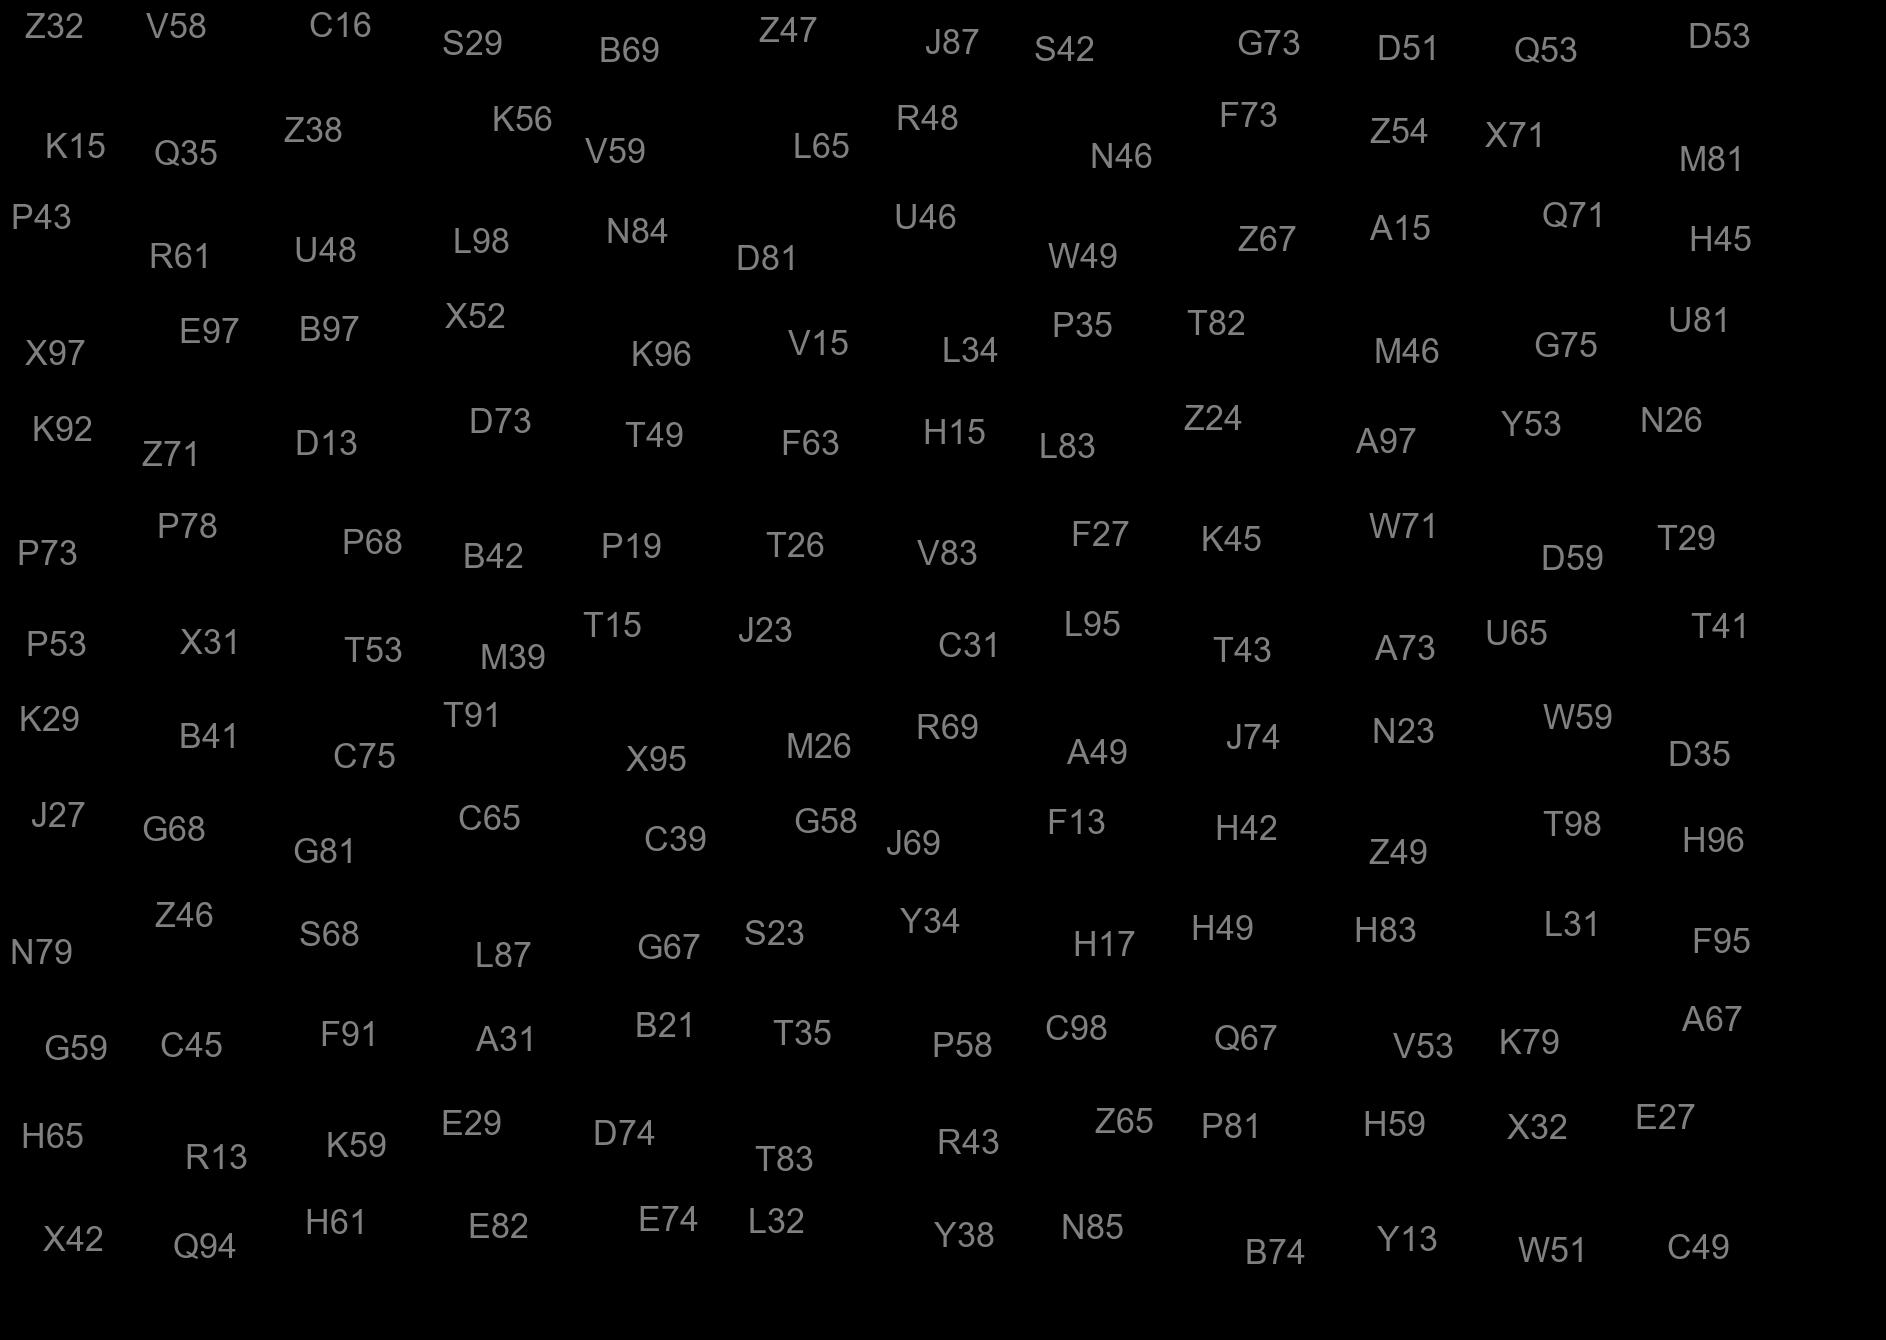 Z32 V58 C16 S29 B69 Z47 J87 S42 G73 D51 Q53 D53
K15 Q35 Z38 K56 V59 L65 R48 N46 F73 Z54 X71 M81
P43 R61 U48 L98 N84 D81 U46 W49 Z67 A15 Q71 H45
X97 E97 B97 X52 K96 V15 L34 P35 T82 M46 G75 U81
K92 Z71 D13 D73 T49 F63 H15 L83 Z24 A97 Y53 N26
P73 P78 P68 B42 P19 T26 V83 F27 K45 W71 D59 T29
P53 X31 T53 M39 T15 J23 C31 L95 T43 A73 U65 T41
K29 B41 C75 T91 X95 M26 R69 A49 J74 N23 W59 D35
J27 G68 G81 C65 C39 G58 J69 F13 H42 Z49 T98 H96
N79 Z46 S68 L87 G67 S23 Y34 H17 H49 H83 L31 F95
G59 C45 F91 A31 B21 T35 P58 C98 Q67 V53 K79 A67
H65 R13 K59 E29 D74 T83 R43 Z65 P81 H59 X32 E27
X42 Q94 H61 E82 E74 L32 Y38 N85 B74 Y13 W51 C49